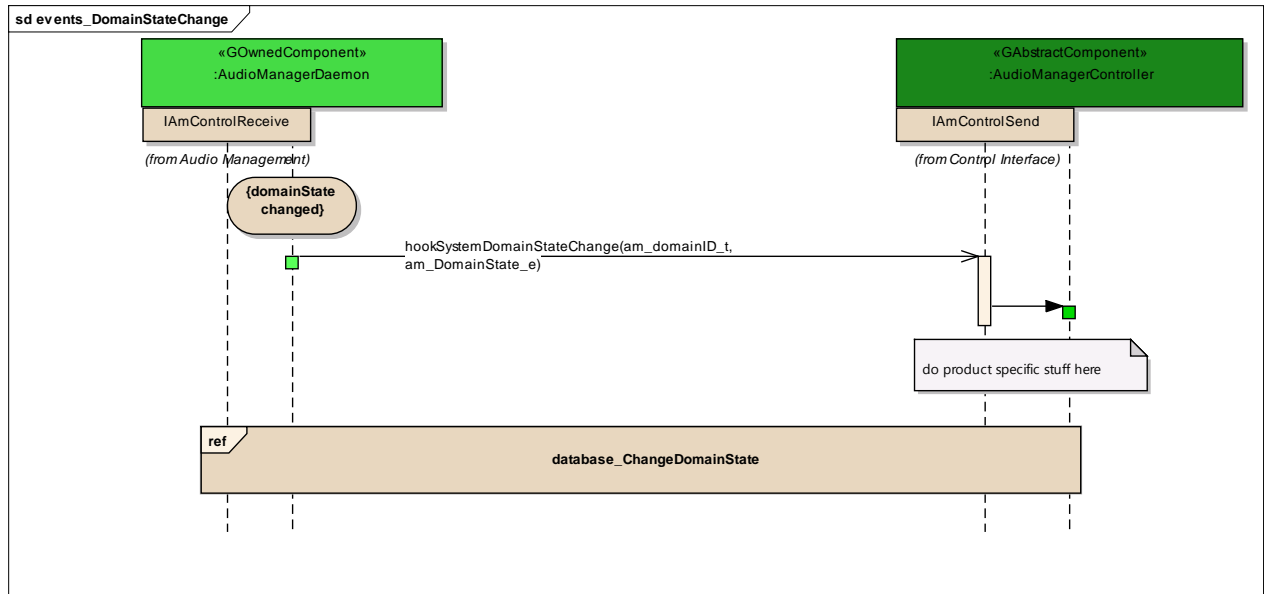 sd events_DomainStateChange
«GOwnedComponent»
:AudioManagerDaemon
«GAbstractComponent»
:AudioManagerController
IAmControlReceive
IAmControlSend
(from Audio Management)
(from Control Interface)
{domainState
changed}
hookSystemDomainStateChange(am_domainID_t,
am_DomainState_e)
do product specific stuff here
ref
database_ChangeDomainState